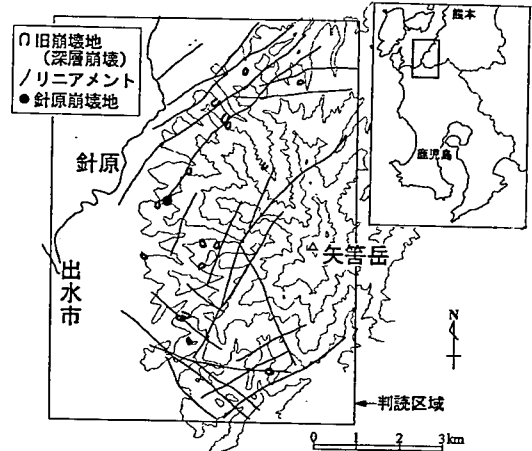 旧崩壊地
(深層崩壊)
リニアメント
針原崩壊地
熊本
鹿児島
針原
矢筈岳
出水市
N
判読区域
0 1 2 3km